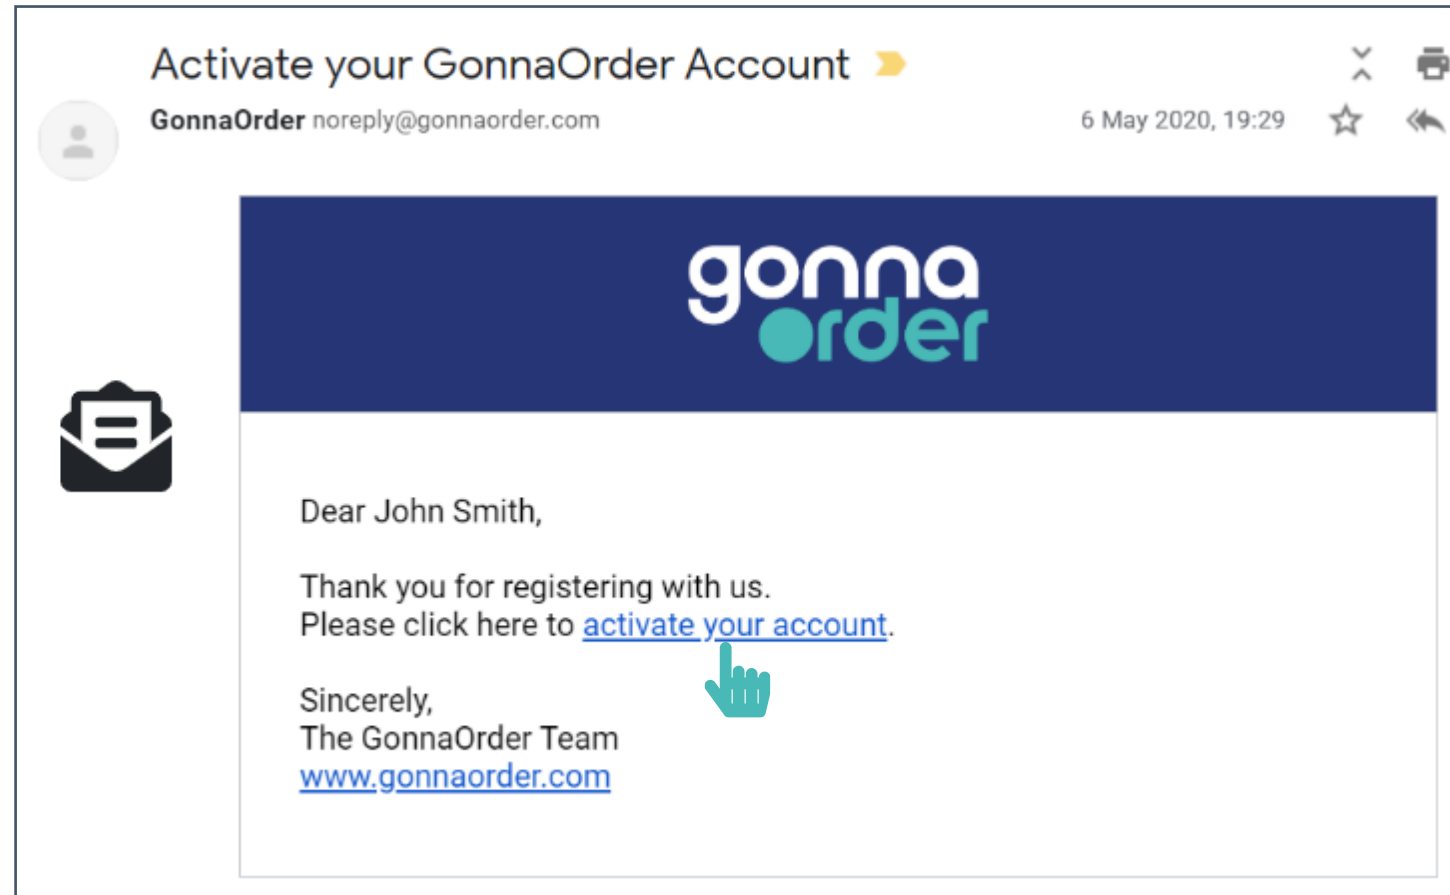 Activate your GonnaOrder Account
GonnaOrder noreply@gonnaorder.com
6 May 2020, 19:29
gonna
order
Dear John Smith,
Thank you for registering with us.
Please click here to activate your account.
Sincerely,
The GonnaOrder Team
www.gonnaorder.com